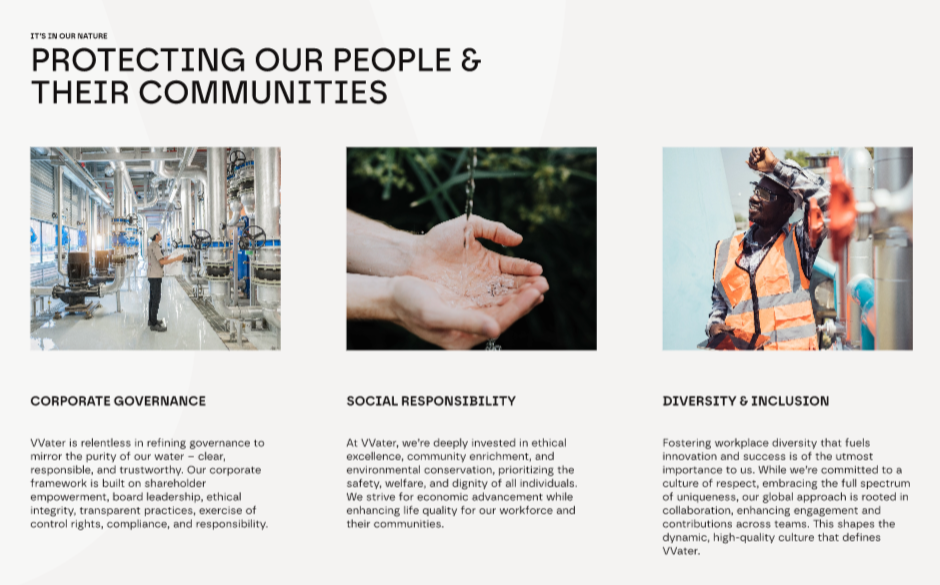 IT'S IN OUR NATURE
PROTECTING OUR PEOPLE &
THEIR COMMUNITIES
CORPORATE GOVERNANCE
VVater is relentless in refining governance to
mirror the purity of our water – clear,
responsible, and trustworthy. Our corporate
framework is built on shareholder
empowerment, board leadership, ethical
integrity, transparent practices, exercise of
control rights, compliance, and responsibility.
SOCIAL RESPONSIBILITY
At VVater, we're deeply invested in ethical
excellence, community enrichment, and
environmental conservation, prioritizing the
safety, welfare, and dignity of all individuals.
We strive for economic advancement while
enhancing life quality for our workforce and
their communities.
DIVERSITY & INCLUSION
Fostering workplace diversity that fuels
innovation and success is of the utmost
importance to us. While we're committed to a
culture of respect, embracing the full spectrum
of uniqueness, our global approach is rooted in
collaboration, enhancing engagement and
contributions across teams. This shapes the
dynamic, high-quality culture that defines
VVater.